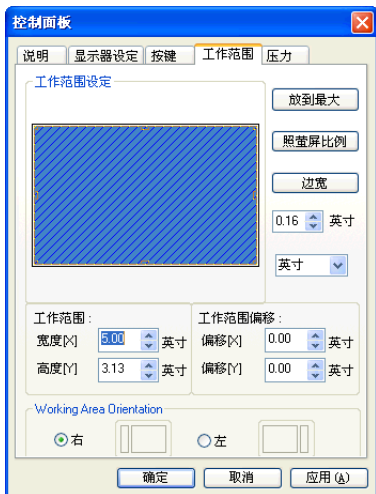 控制面板
说明 显示器设定 按键 工作范围 压力
工作范围设定
放到最大
照萤屏比例
边宽
0.16 英寸
英寸
工作范围:
宽度[X] 5.00 英寸
高度[Y] 3.13 英寸
工作范围偏移:
偏移[X] 0.00 英寸
偏移[Y] 0.00 英寸
Working Area Orientation
右 左
确定 取消 应用(A)